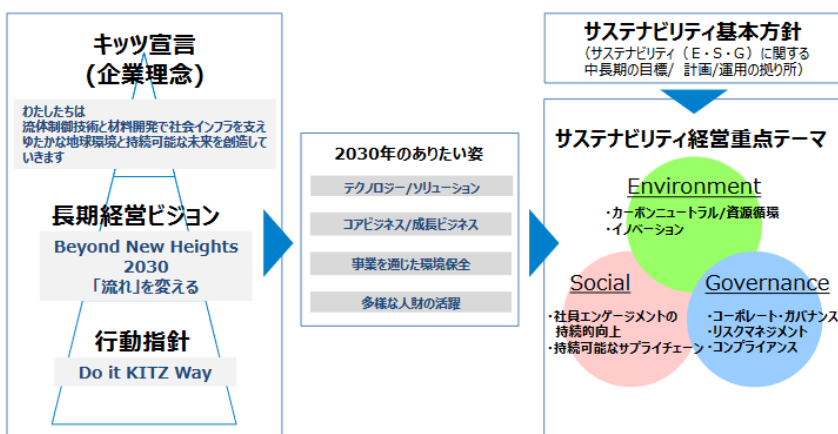 キッツ宣言
(企業理念)
わたしたちは
流体制御技術と材料開発で社会インフラを支え
ゆたかな地球環境と持続可能な未来を創造して
いきます
長期経営ビジョン
Beyond New Heights
2030
「流れ」を変える
行動指針
Do it KITZ Way
2030年のありたい姿
テクノロジー/ソリューション
コアビジネス/成長ビジネス
事業を通じた環境保全
多様な人財の活躍
サステナビリティ基本方針
(サステナビリティ(E・S・G)に関する
中長期の目標/ 計画/運用の拠り所)
サステナビリティ経営重点テーマ
Environment
・カーボンニュートラル/資源循環
・イノベーション
Social
・社員エンゲージメントの
持続的向上
・持続可能なサプライチェーン
Governance
・コーポレート・ガバナンス
・リスクマネジメント
・コンプライアンス